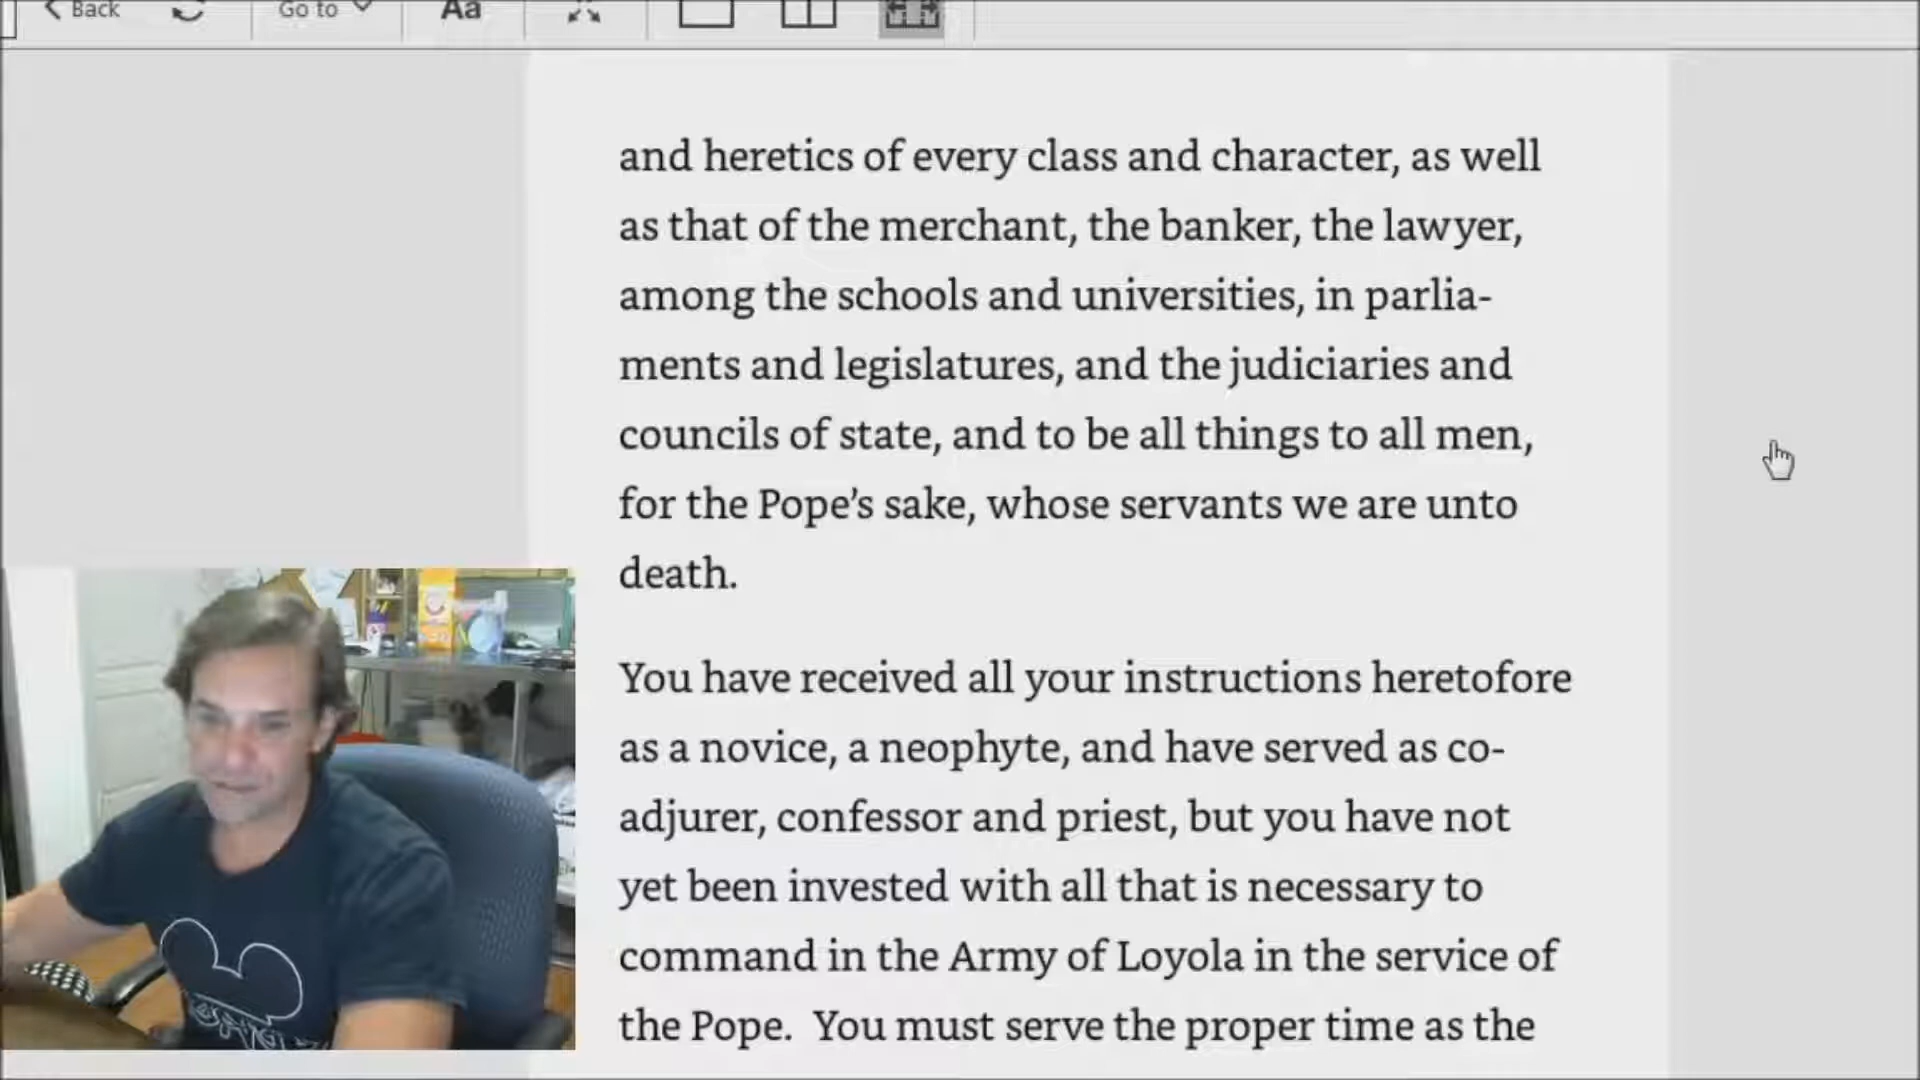 Back
Go to
Aa
and heretics of every class and character, as well
as that of the merchant, the banker, the lawyer,
among the schools and universities, in parlia-
ments and legislatures, and the judiciaries and
councils of state, and to be all things to all men,
for the Pope’s sake, whose servants we are unto
death.
You have received all your instructions heretofore
as a novice, a neophyte, and have served as co-
adjurer, confessor and priest, but you have not
yet been invested with all that is necessary to
command in the Army of Loyola in the service of
the Pope.  You must serve the proper time as the